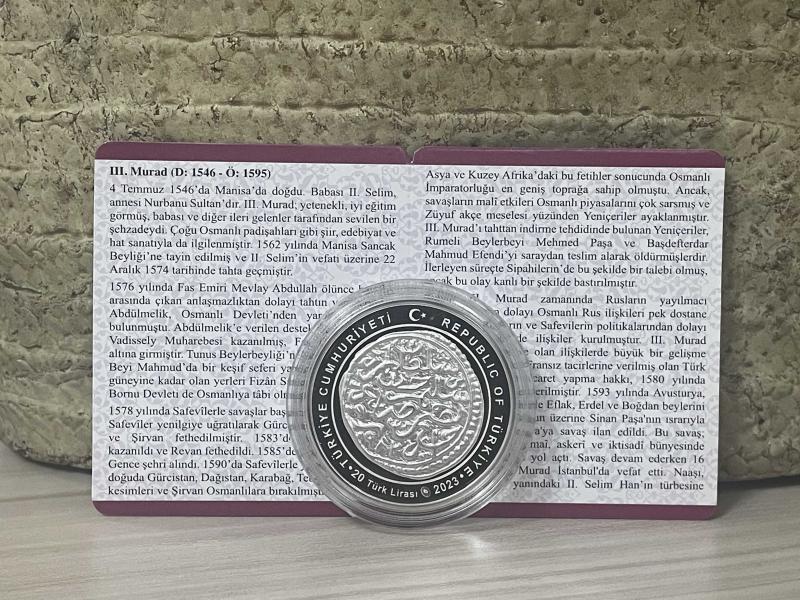 III. Murad (D: 1546 - Ö: 1595)
4 Temmuz 1546'da Manisa'da doğdu. Babası II. Selim,
annesi Nurbanu Sultan'dır. III. Murad; yetenekli, iyi eğitim
görmüş, babası ve diğer ileri gelenler tarafından sevilen bir
şehzadeydi. Çoğu Osmanlı padişahları gibi şiir, edebiyat ve
hat sanatıyla da ilgilenmiştir. 1562 yılında Manisa Sancak
Beyliği'ne tayin edilmiş ve II. Selim'in vefatı üzerine 22
Aralık 1574 tarihinde tahta geçmiştir.
1576 yılında Fas Emiri Mevlay Abdullah ölünce
arasında çıkan anlaşmazlıktan dolayı tahtın
Abdülmelik, Osmanlı Devleti'nden
bulunmuştu. Abdülmelik'e verilen
Vadissely Muharebesi kazanılmış,
altına girmiştir. Tunus Beylerbeyliği'n
Beyi Mahmud'da bir keşif seferi
güneyine kadar olan yerleri Fizân
Bornu Devleti de Osmanlıya tâbi
1578 yılında Safevîlerle savaşlar
Safeviler yenilgiye uğratılarak
ve Şirvan fethedilmiştir. 1583'de
kazanıldı ve Revan fethedildi. 1585'de
Gence şehri alındı. 1590'da Safevîlerle
doğuda Gürcistan, Dağıstan, Karabağ,
kesimleri ve Şirvan Osmanlılara bırakılmış
Asya ve Kuzey Afrika'daki bu fetihler sonucunda Osmanlı
İmparatorluğu en geniş toprağa sahip olmuştu. Ancak,
savaşların malî etkileri Osmanlı piyasalarını çok sarsmış ve
Züyuf akçe meselesi yüzünden Yeniçeriler ayaklanmıştır.
III. Murad'ı tahttan indirme tehdidinde bulunan Yeniçeriler,
Rumeli Beylerbeyi Mehmed Paşa ve Başdefterdar
Mahmud Efendi'yi saraydan teslim alarak öldürmüşlerdir.
İlerleyen süreçte Sipahilerin'de bu şekilde bir talebi olmuş,
ancak bu olay kanlı bir şekilde bastırılmıştır.
Murad zamanında Rusların yayılmacı
dolayı Osmanlı Rus ilişkileri pek dostane
ve Safevilerin politikalarından dolayı
ilişkiler kurulmuştur. III. Murad
olan ilişkilerde büyük bir gelişme
Fransız tacirlerine verilmiş olan Türk
ticaret yapma hakkı, 1580 yılında
verilmiştir. 1593 yılında Avusturya,
Eflak, Erdel ve Boğdan beylerini
üzerine Sinan Paşa'nın ısrarıyla
savaş ilan edildi. Bu savaş;
askeri ve iktisadî bünyesinde
yol açtı. Savaş devam ederken 16
Murad İstanbul'da vefat etti. Naaşı,
yanındaki II. Selim Han'ın türbesine
TÜRKİYE CUMHURİYETİ
REPUBLIC OF TÜRKİYE
20 Türk Lirası 2023